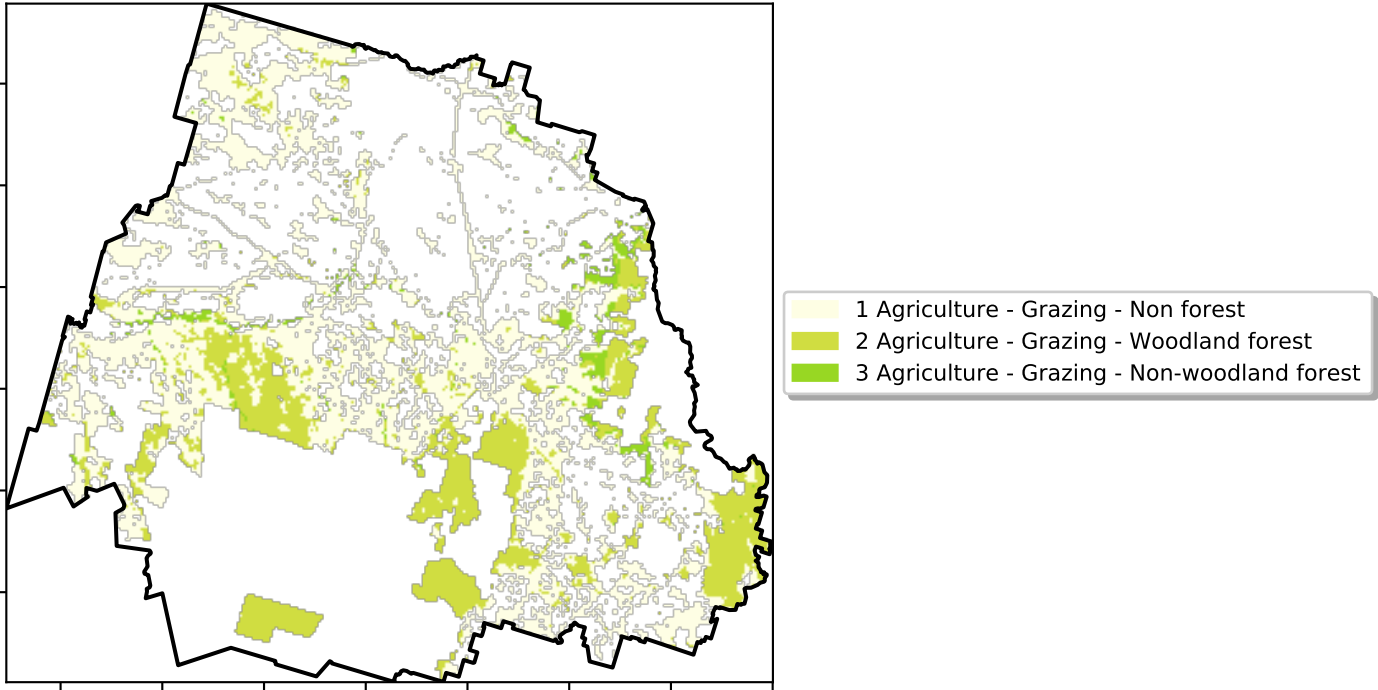 1 Agriculture - Grazing - Non forest
2 Agriculture - Grazing - Woodland forest
3 Agriculture - Grazing - Non-woodland forest